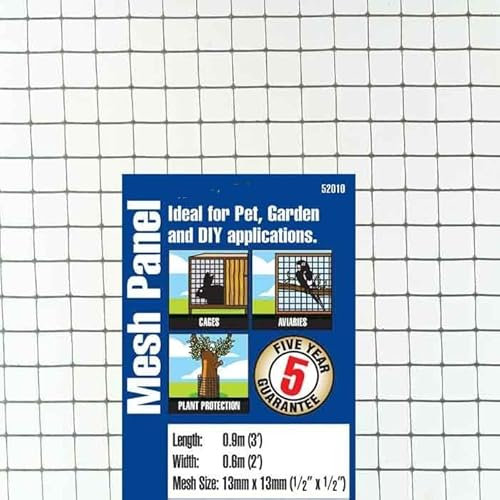 52010
Mesh Panel
Ideal for Pet, Garden
and DIY applications.
CAGES
AVIARIES
PLANT PROTECTION
FIVE YEAR
5
GUARANTEE
Length: 0.9m (3')
Width: 0.6m (2')
Mesh Size: 13mm x 13mm (1/2" x 1/2")